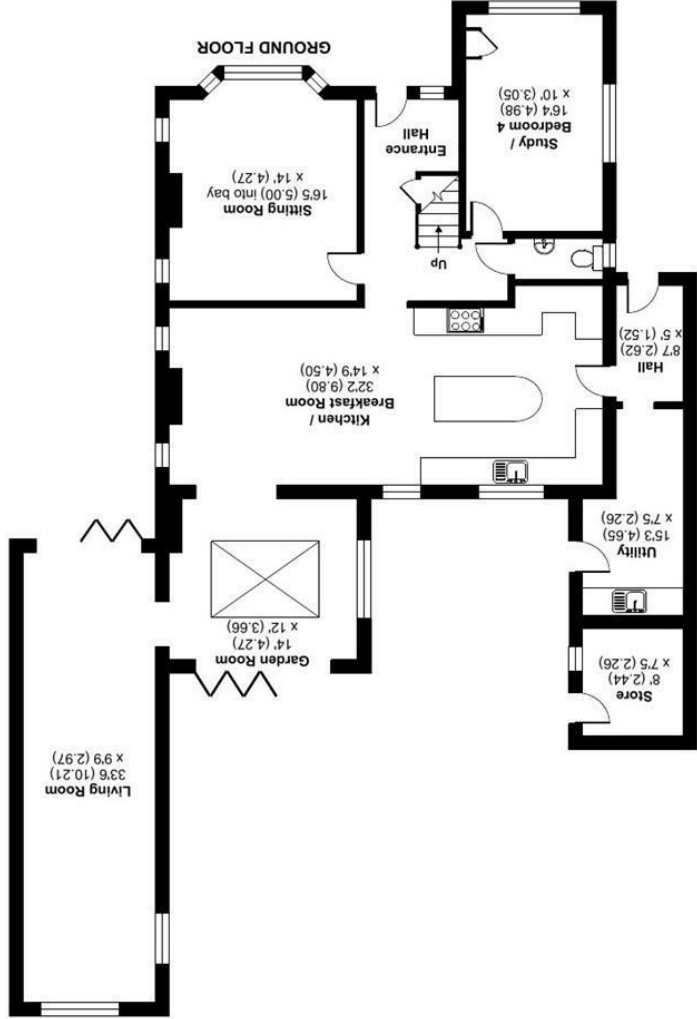 Living Room
33'6 (10.21)
x 9'9 (2.97)
Store
8' (2.44)
x 7'5 (2.26)
Garden Room
14' (4.27)
x 12' (3.66)
Utility
15'3 (4.65)
x 7'5 (2.26)
Kitchen /
Breakfast Room
32'2 (9.80)
x 14'9 (4.50)
Hall
8'7 (2.62)
x 5' (1.52)
Up
Sitting Room
16'5 (5.00) into bay
x 14' (4.27)
Entrance
Hall
Study /
Bedroom 4
16'4 (4.98)
x 10' (3.05)
GROUND FLOOR